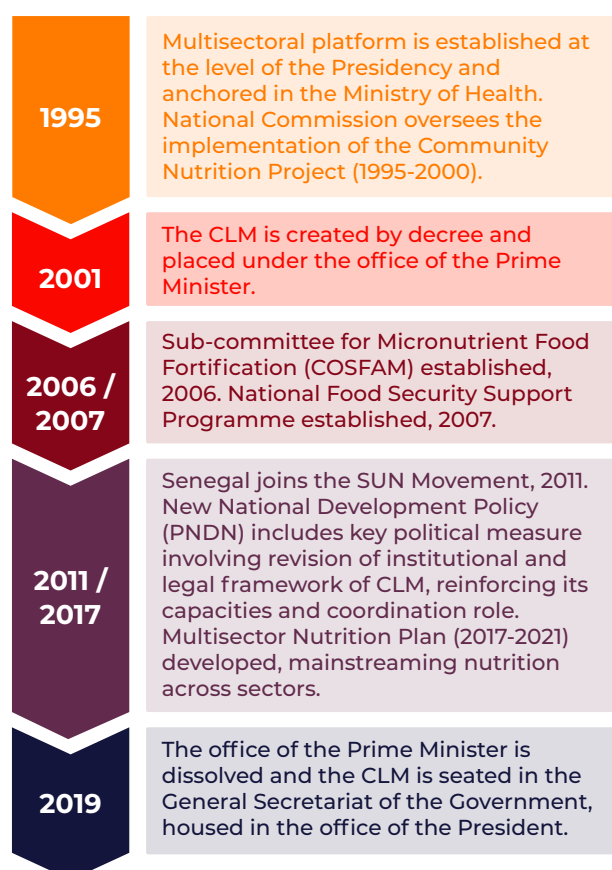 1995
Multisectoral platform is established at
the level of the Presidency and
anchored in the Ministry of Health.
National Commission oversees the
implementation of the Community
Nutrition Project (1995-2000).
2001
The CLM is created by decree and
placed under the office of the Prime
Minister.
2006 /
2007
Sub-committee for Micronutrient Food
Fortification (COSFAM) established,
2006. National Food Security Support
Programme established, 2007.
2011 /
2017
Senegal joins the SUN Movement, 2011.
New National Development Policy
(PNDN) includes key political measure
involving revision of institutional and
legal framework of CLM, reinforcing its
capacities and coordination role.
Multisector Nutrition Plan (2017-2021)
developed, mainstreaming nutrition
across sectors.
2019
The office of the Prime Minister is
dissolved and the CLM is seated in the
General Secretariat of the Government,
housed in the office of the President.